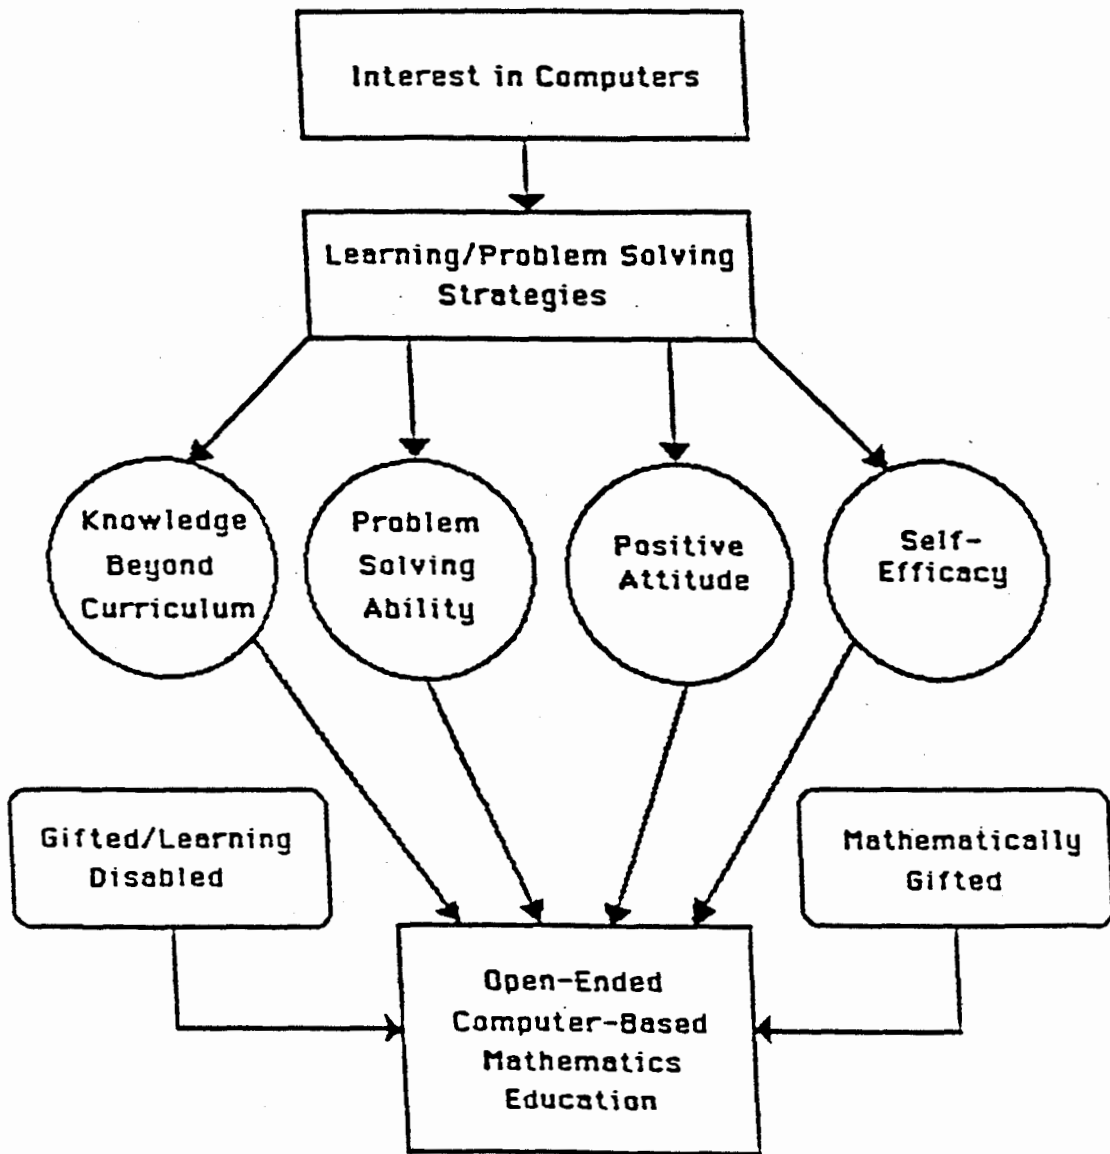 Interest in Computers
Learning/Problem Solving
Strategies
Knowledge
Beyond
Curriculum
Problem
Solving
Ability
Positive
Attitude
Self-
Efficacy
Gifted/Learning
Disabled
Mathematically
Gifted
Open-Ended
Computer-Based
Mathematics
Education